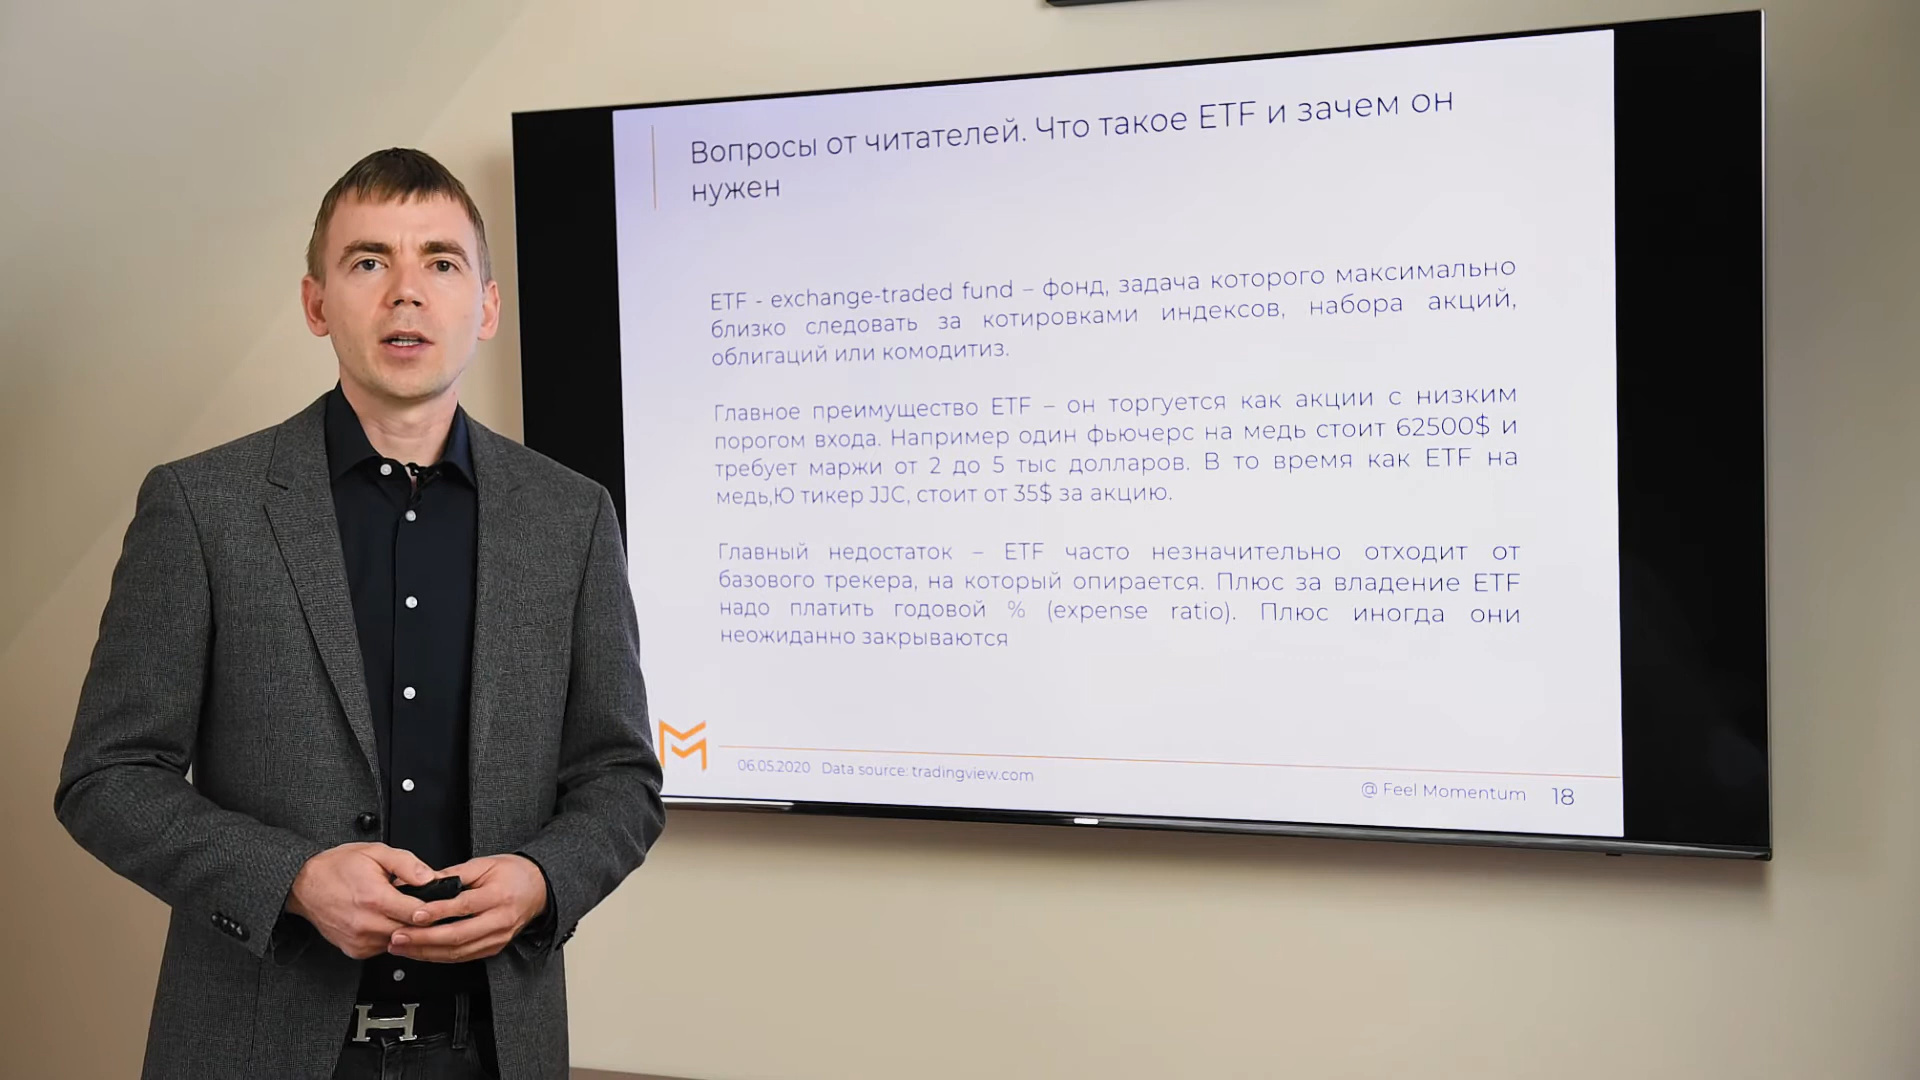 Вопросы от читателей. Что такое ETF и зачем он
нужен
ETF - exchange-traded fund – фонд, задача которого максимально
близко следовать за котировками индексов, набора акций,
облигаций или комодитиз.
Главное преимущество ETF – он торгуется как акции с низким
порогом входа. Например один фьючерс на медь стоит 62500$ и
требует маржи от 2 до 5 тыс долларов. В то время как ETF на
медь,Ю тикер JJC, стоит от 35$ за акцию.
Главный недостаток – ETF часто незначительно отходит от
базового трекера, на который опирается. Плюс за владение ETF
надо платить годовой % (expense ratio). Плюс иногда они
неожиданно закрываются
06.05.2020 Data source: tradingview.com
@ Feel Momentum 18